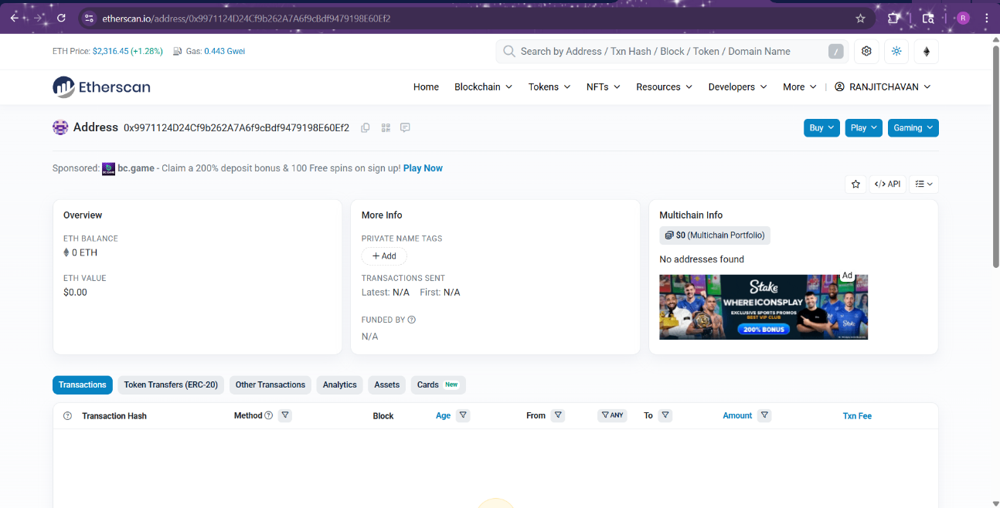 etherscan.io/address/0x9971124D24Cf9b262A7A6f9cBdf9479198E60Ef2
R
ETH Price: $2,316.45 (+1.28%) Gas: 0.443 Gwei
Search by Address / Txn Hash / Block / Token / Domain Name /
Etherscan
Home Blockchain Tokens NFTs Resources Developers More | RANJITCHAVAN
Address 0x9971124D24Cf9b262A7A6f9cBdf9479198E60Ef2
Buy Play Gaming
Sponsored: bc.game - Claim a 200% deposit bonus & 100 Free spins on sign up! Play Now
</> API
Overview
ETH BALANCE
0 ETH
ETH VALUE
$0.00
More Info
PRIVATE NAME TAGS
+ Add
TRANSACTIONS SENT
Latest: N/A First: N/A
FUNDED BY ?
N/A
Multichain Info
$0 (Multichain Portfolio)
No addresses found
Ad
Stake
WHERE ICONS PLAY
EXCLUSIVE SPORTS PROMOS
BEST VIP CLUB
200% BONUS
Stake
Transactions Token Transfers (ERC-20) Other Transactions Analytics Assets Cards New
? Transaction Hash Method ? Block Age From ANY To Amount Txn Fee